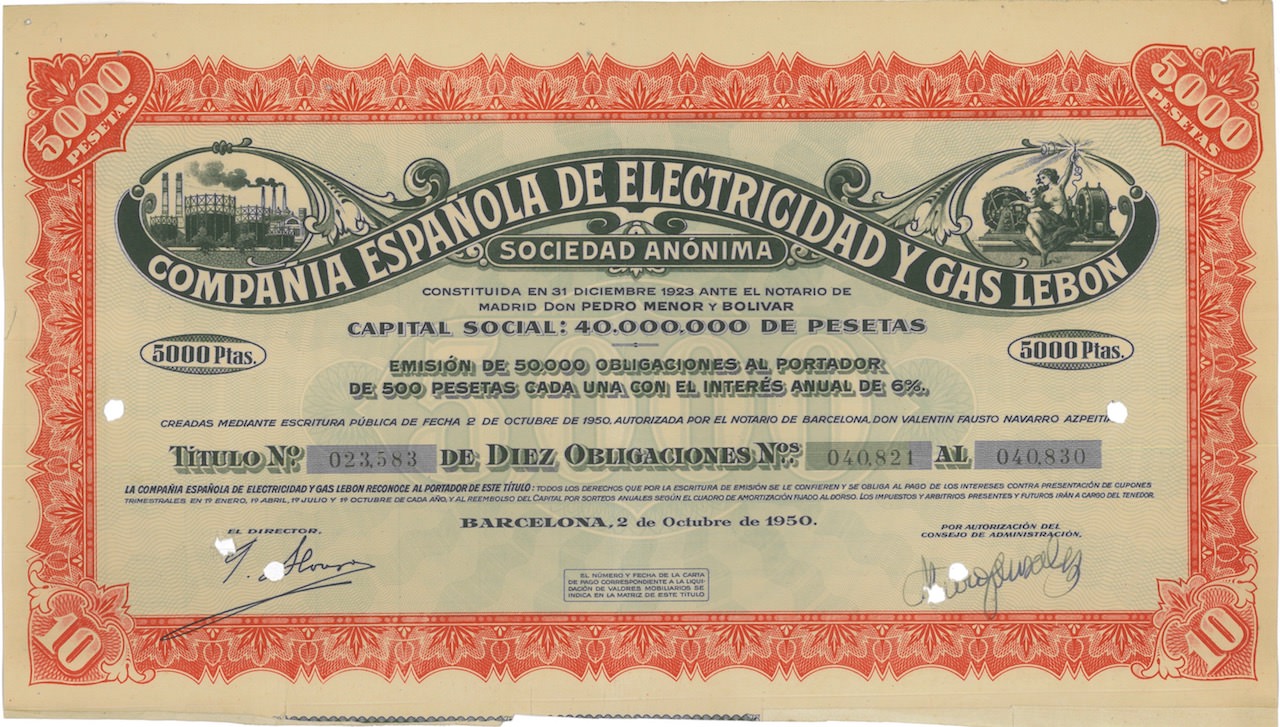 5.000 PESETAS
5.000 PESETAS
COMPAÑIA ESPAÑOLA DE ELECTRICIDAD Y GAS LEBON
SOCIEDAD ANÓNIMA
CONSTITUIDA EN 31 DICIEMBRE 1923 ANTE EL NOTARIO DE
MADRID DON PEDRO MENOR Y BOLIVAR
CAPITAL SOCIAL: 40.000.000 DE PESETAS
5000 Ptas.
5000 Ptas.
5000
EMISIÓN DE 50.000 OBLIGACIONES AL PORTADOR
DE 500 PESETAS CADA UNA CON EL INTERÉS ANUAL DE 6%.
CREADAS MEDIANTE ESCRITURA PÚBLICA DE FECHA 2 DE OCTUBRE DE 1950, AUTORIZADA POR EL NOTARIO DE BARCELONA, DON VALENTIN FAUSTO NAVARRO
TÍTULO Nº 023,583 DE DIEZ OBLIGACIONES Nos. 040,821 AL 040,830
LA COMPAÑIA ESPAÑOLA DE ELECTRICIDAD Y GAS LEBON RECONOCE AL PORTADOR DE ESTE TÍTULO: TODOS LOS DERECHOS QUE POR LA ESCRITURA DE EMISIÓN SE LE CONFIEREN Y SE OBLIGA AL PAGO DE LOS INTERESES CONTRA PRESENTACIÓN DE CUPONES
TRIMESTRALES EN 1º ENERO, 1º ABRIL, 1º JULIO Y 1º OCTUBRE DE CADA AÑO, Y AL REEMBOLSO DEL CAPITAL POR SORTEOS ANUALES SEGÚN EL CUADRO DE AMORTIZACIÓN FIJADO AL DORSO. LOS IMPUESTOS Y ARBITRIOS PRESENTES Y FUTUROS IRÁN A CARGO DEL TENEDOR.
BARCELONA, 2 de Octubre de 1950.
EL DIRECTOR,
POR AUTORIZACIÓN DEL
CONSEJO DE ADMINISTRACIÓN,
EL NÚMERO Y FECHA DE LA CARTA
DE PAGO CORRESPONDIENTE A LA LIQUI-
DACIÓN DE VALORES MOBILIARIOS SE
INDICA EN LA MATRIZ DE ESTE TÍTULO
10
10